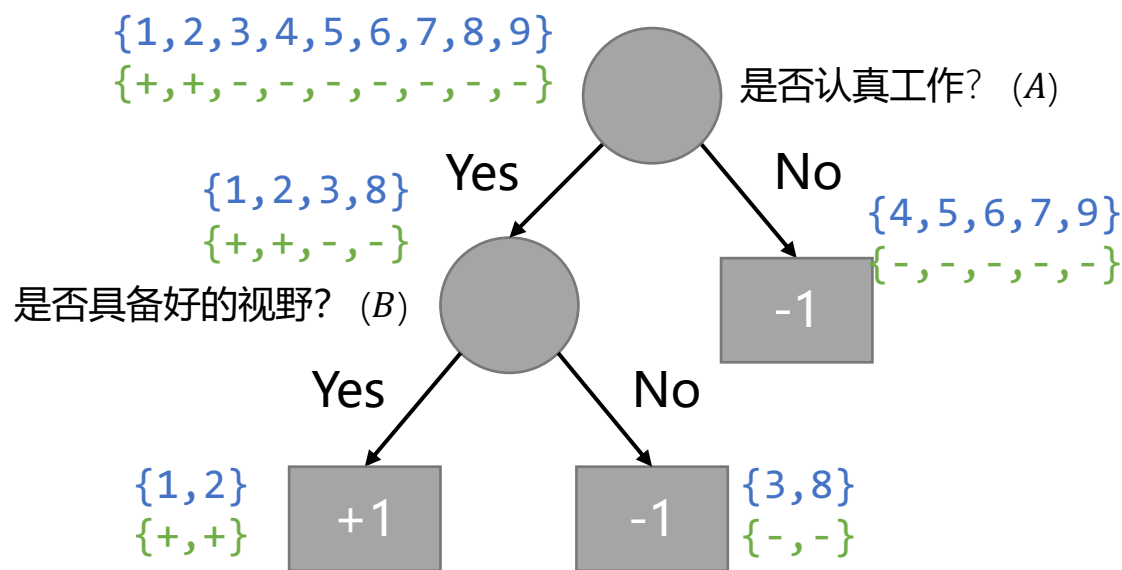 {1,2,3,4,5,6,7,8,9}
{+,+,-,-,-,-,-,-,-}
是否认真工作？ (A)
Yes
No
{1,2,3,8}
{+,+,-,-}
{4,5,6,7,9}
{-,-,-,-,-}
是否具备好的视野？ (B)
-1
Yes
No
{1,2}
{+,+}
+1
-1
{3,8}
{-,-}